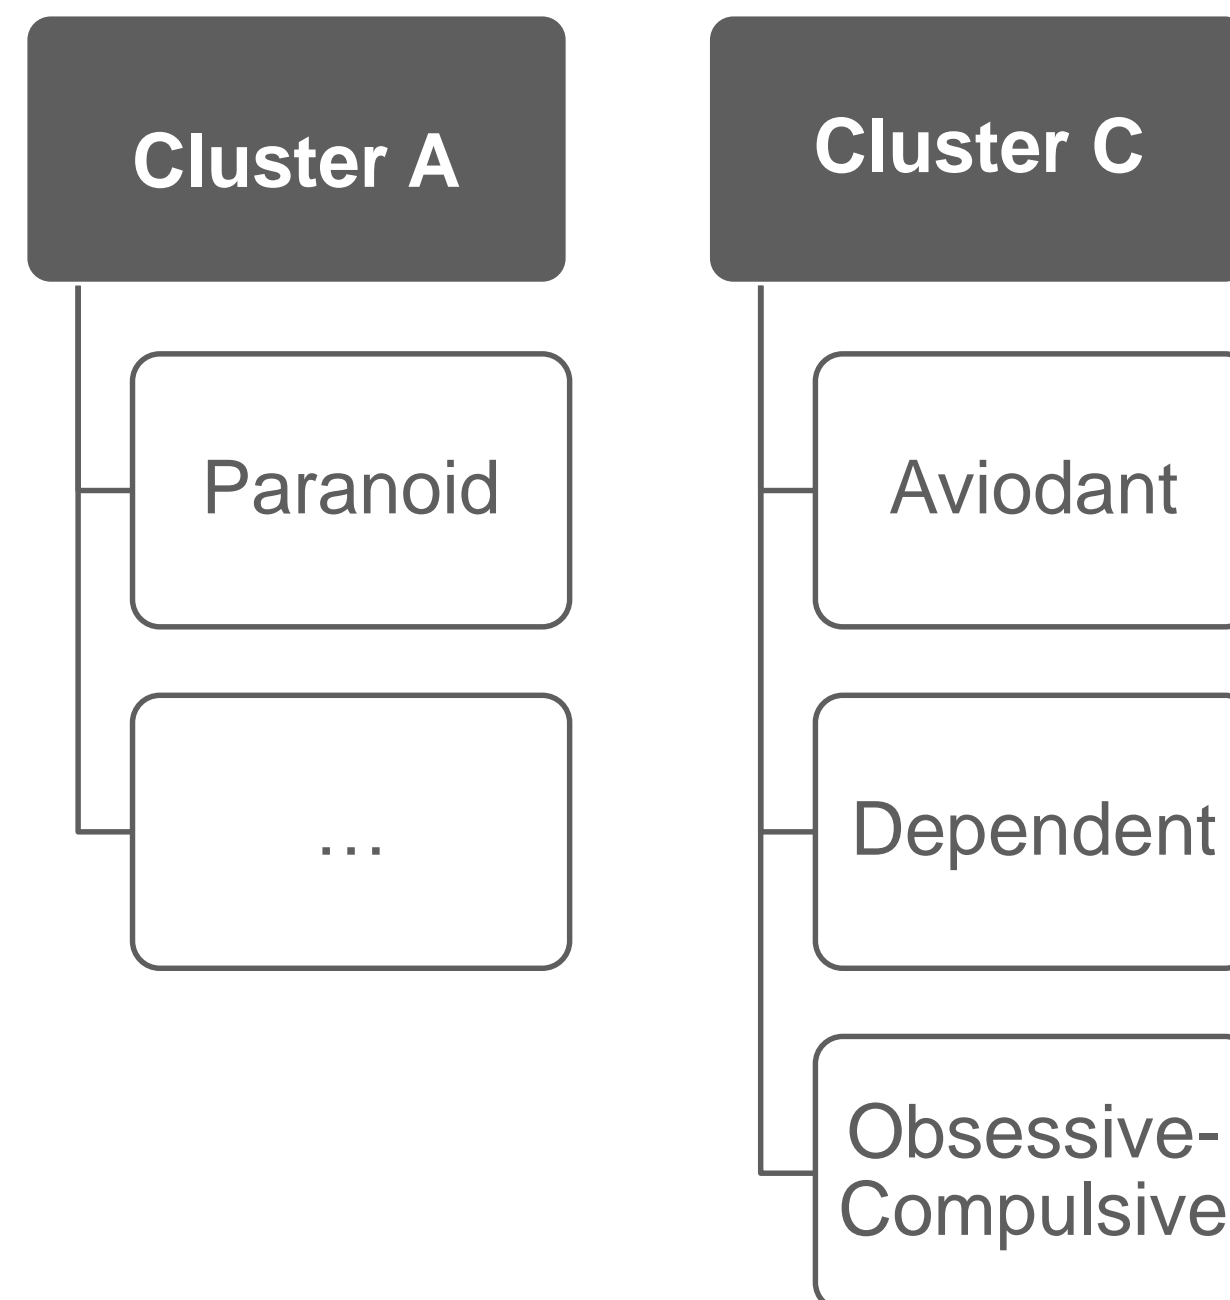 Cluster A
Paranoid
…
Cluster C
Aviodant
Dependent
Obsessive-
Compulsive